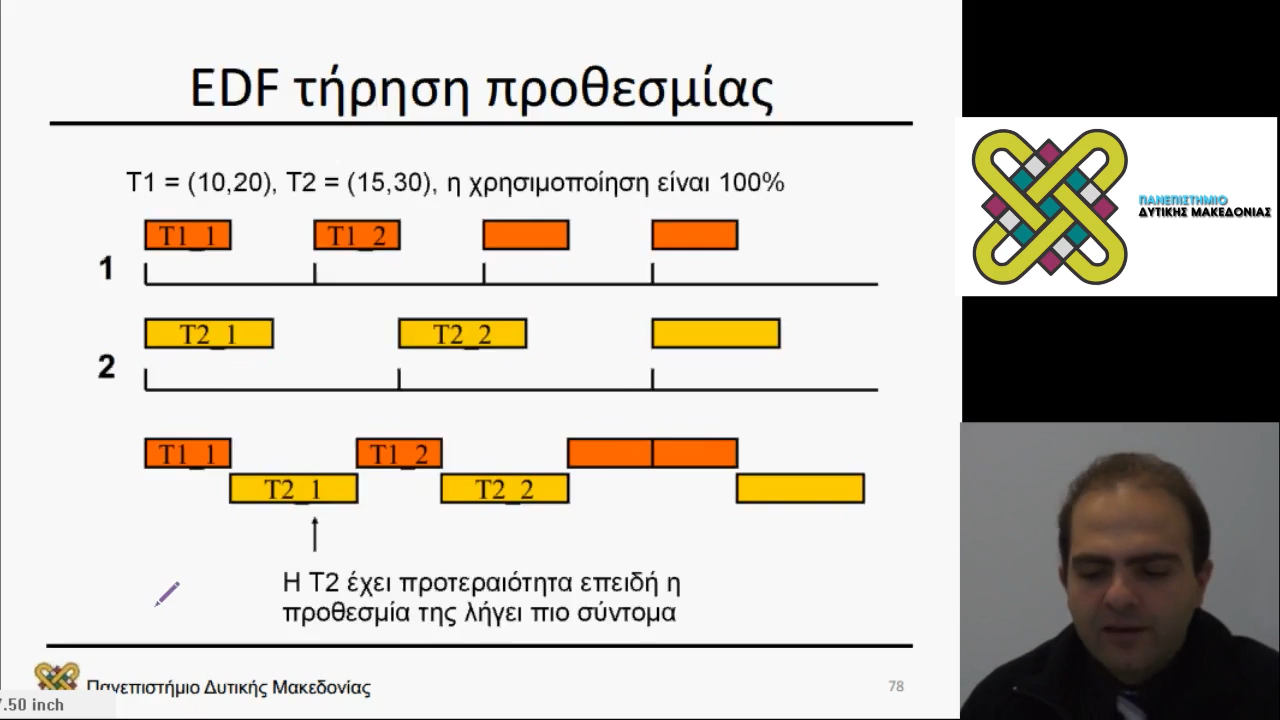 EDF τήρηση προθεσμίας
T1 = (10,20), T2 = (15,30), η χρησιμοποίηση είναι 100%
T1_1 T1_2
1
T2_1 T2_2
2
T1_1 T1_2
T2_1 T2_2
Η T2 έχει προτεραιότητα επειδή η
προθεσμία της λήγει πιο σύντομα
Πανεπιστήμιο Δυτικής Μακεδονίας
78
7.50 inch
ΠΑΝΕΠΙΣΤΗΜΙΟ
ΔΥΤΙΚΗΣ ΜΑΚΕΔΟΝΙΑΣ